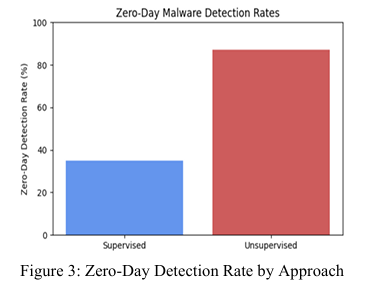 Zero-Day Malware Detection Rates
Zero-Day Detection Rate (%)
100
80
60
40
20
0
Supervised
Unsupervised
Figure 3: Zero-Day Detection Rate by Approach